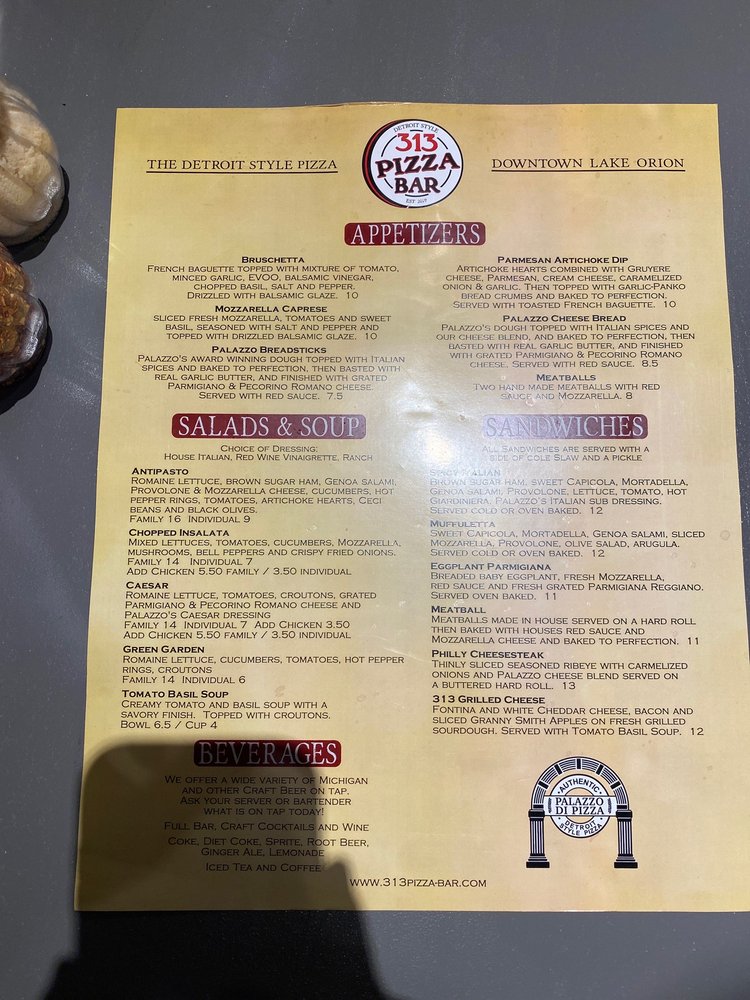 THE DETROIT STYLE PIZZA
DETROIT STYLE
313
PIZZA
BAR
EST 2017
DOWNTOWN LAKE ORION
APPETIZERS
BRUSCHETTA
FRENCH BAGUETTE TOPPED WITH MIXTURE OF TOMATO,
MINCED GARLIC, EVOO, BALSAMIC VINEGAR,
CHOPPED BASIL, SALT AND PEPPER.
DRIZZLED WITH BALSAMIC GLAZE. 10
MOZZARELLA CAPRESE
SLICED FRESH MOZZARELLA, TOMATOES AND SWEET
BASIL, SEASONED WITH SALT AND PEPPER AND
TOPPED WITH DRIZZLED BALSAMIC GLAZE. 10
PALAZZO BREADSTICKS
PALAZZO'S AWARD WINNING DOUGH TOPPED WITH ITALIAN
SPICES AND BAKED TO PERFECTION, THEN BASTED WITH
REAL GARLIC BUTTER, AND FINISHED WITH GRATED
PARMIGIANO & PECORINO ROMANO CHEESE.
SERVED WITH RED SAUCE. 7.5
PARMESAN ARTICHOKE DIP
ARTICHOKE HEARTS COMBINED WITH GRUYERE
CHEESE, PARMESAN, CREAM CHEESE, CARAMELIZED
ONION & GARLIC. THEN TOPPED WITH GARLIC-PANKO
BREAD CRUMBS AND BAKED TO PERFECTION.
SERVED WITH TOASTED FRENCH BAGUETTE. 10
PALAZZO CHEESE BREAD
PALAZZO'S DOUGH TOPPED WITH ITALIAN SPICES AND
OUR CHEESE BLEND, AND BAKED TO PERFECTION, THEN
BASTED WITH REAL GARLIC BUTTER, AND FINISHED
WITH GRATED PARMIGIANO & PECORINO ROMANO
CHEESE. SERVED WITH RED SAUCE. 8.5
MEATBALLS
TWO HAND MADE MEATBALLS WITH RED
SAUCE AND MOZZARELLA. 8
SALADS & SOUP
CHOICE OF DRESSING:
HOUSE ITALIAN, RED WINE VINAIGRETTE, RANCH
ANTIPASTO
ROMAINE LETTUCE, BROWN SUGAR HAM, GENOA SALAMI,
PROVOLONE & MOZZARELLA CHEESE, CUCUMBERS, HOT
PEPPER RINGS, TOMATOES, ARTICHOKE HEARTS, CECI
BEANS AND BLACK OLIVES.
FAMILY 16 INDIVIDUAL 9
CHOPPED INSALATA
MIXED LETTUCES, TOMATOES, CUCUMBERS, MOZZARELLA,
MUSHROOMS, BELL PEPPERS AND CRISPY FRIED ONIONS.
FAMILY 14 INDIVIDUAL 7
ADD CHICKEN 5.50 FAMILY / 3.50 INDIVIDUAL
CAESAR
ROMAINE LETTUCE, TOMATOES, CROUTONS, GRATED
PARMIGIANO & PECORINO ROMANO CHEESE AND
PALAZZO'S CAESAR DRESSING
FAMILY 14 INDIVIDUAL 7 ADD CHICKEN 3.50
ADD CHICKEN 5.50 FAMILY / 3.50 INDIVIDUAL
GREEN GARDEN
ROMAINE LETTUCE, CUCUMBERS, TOMATOES, HOT PEPPER
RINGS, CROUTONS
FAMILY 14 INDIVIDUAL 6
TOMATO BASIL SOUP
CREAMY TOMATO AND BASIL SOUP WITH A
SAVORY FINISH. TOPPED WITH CROUTONS.
BOWL 6.5 / CUP 4
SANDWICHES
ALL SANDWICHES ARE SERVED WITH A
SIDE OF COLE SLAW AND A PICKLE
SPICY ITALIAN
BROWN SUGAR HAM, SWEET CAPICOLA, MORTADELLA,
GENOA SALAMI, PROVOLONE, LETTUCE, TOMATO, HOT
GIARDINIERA, PALAZZO'S ITALIAN SUB DRESSING.
SERVED COLD OR OVEN BAKED. 12
MUFFULETTA
SWEET CAPICOLA, MORTADELLA, GENOA SALAMI, SLICED
MOZZARELLA, PROVOLONE, OLIVE SALAD, ARUGULA.
SERVED COLD OR OVEN BAKED. 12
EGGPLANT PARMIGIANA
BREADED BABY EGGPLANT, FRESH MOZZARELLA,
RED SAUCE AND FRESH GRATED PARMIGIANA REGGIANO.
SERVED OVEN BAKED. 11
MEATBALL
MEATBALLS MADE IN HOUSE SERVED ON A HARD ROLL
THEN BAKED WITH HOUSES RED SAUCE AND
MOZZARELLA CHEESE AND BAKED TO PERFECTION. 11
PHILLY CHEESESTEAK
THINLY SLICED SEASONED RIBEYE WITH CARMELIZED
ONIONS AND PALAZZO CHEESE BLEND SERVED ON
A BUTTERED HARD ROLL. 13
313 GRILLED CHEESE
FONTINA AND WHITE CHEDDAR CHEESE, BACON AND
SLICED GRANNY SMITH APPLES ON FRESH GRILLED
SOURDOUGH. SERVED WITH TOMATO BASIL SOUP. 12
BEVERAGES
WE OFFER A WIDE VARIETY OF MICHIGAN
AND OTHER CRAFT BEER ON TAP.
ASK YOUR SERVER OR BARTENDER
WHAT IS ON TAP TODAY!
FULL BAR, CRAFT COCKTAILS AND WINE
COKE, DIET COKE, SPRITE, ROOT BEER,
GINGER ALE, LEMONADE
ICED TEA AND COFFEE
AUTHENTIC
PALAZZO
DI PIZZA
DETROIT
STYLE PIZZA
WWW.313PIZZA-BAR.COM